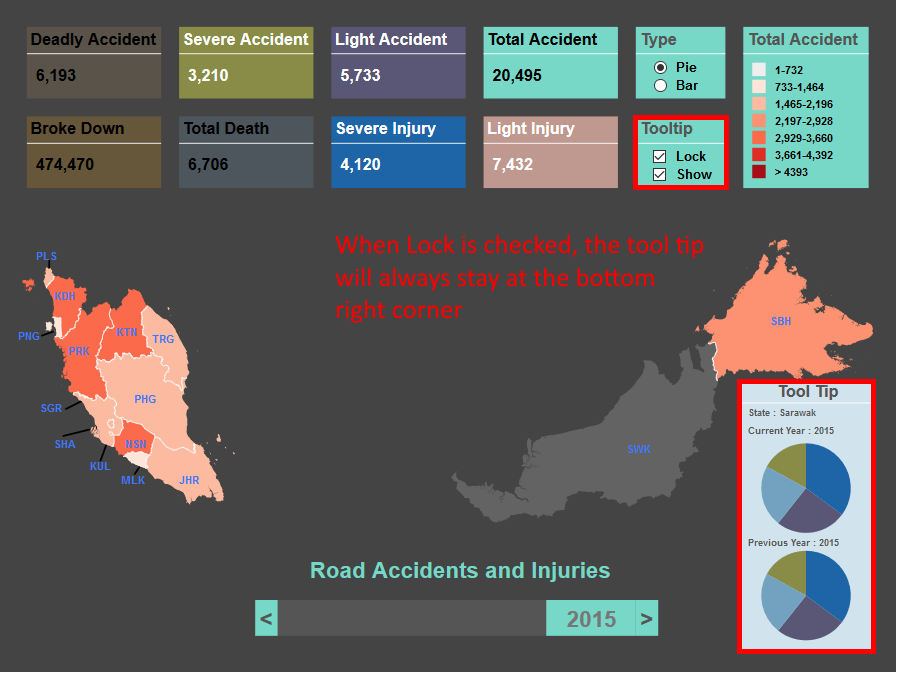 Deadly Accident
6,193
Severe Accident
3,210
Light Accident
5,733
Total Accident
20,495
Type
Pie
Bar
Total Accident
1-732
733-1,464
1,465-2,196
2,197-2,928
2,929-3,660
3,661-4,392
> 4393
Broke Down
474,470
Total Death
6,706
Severe Injury
4,120
Light Injury
7,432
Tooltip
Lock
Show
When Lock is checked, the tool tip
will always stay at the bottom
right corner
PLS
KDH
PNG
KTN
TRG
PRK
PHG
SGR
SHA
NSN
KUL
MLK
JHR
SBH
SWK
Tool Tip
State : Sarawak
Current Year : 2015
Previous Year : 2015
Road Accidents and Injuries
< 2015 >